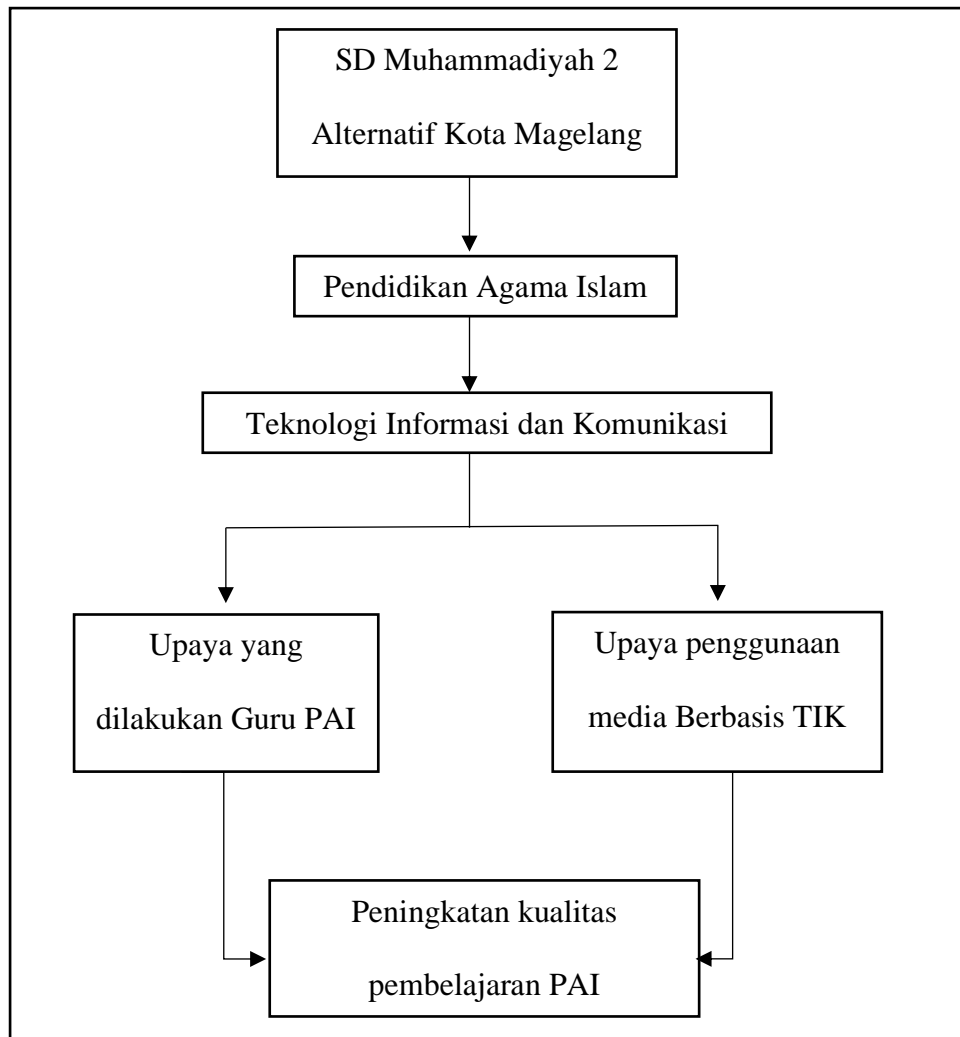 SD Muhammadiyah 2
Alternatif Kota Magelang
Pendidikan Agama Islam
Teknologi Informasi dan Komunikasi
Upaya yang
dilakukan Guru PAI
Upaya penggunaan
media Berbasis TIK
Peningkatan kualitas
pembelajaran PAI